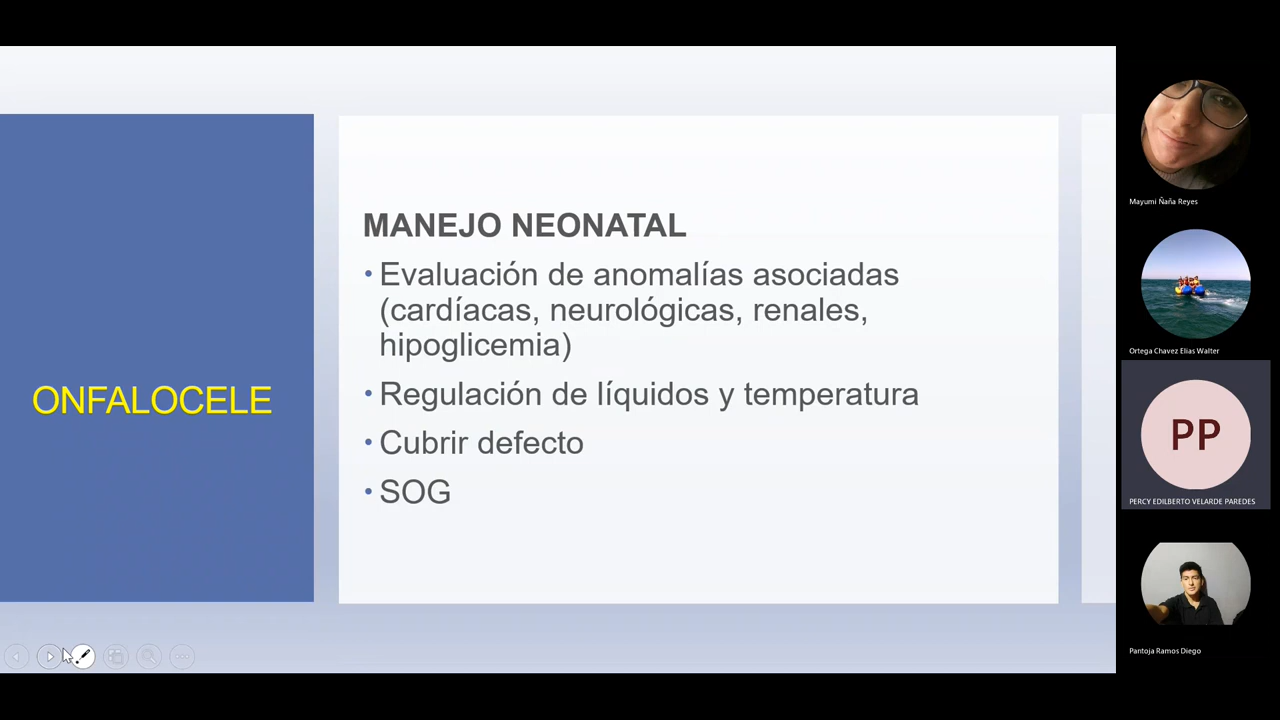 ONFALOCELE
MANEJO NEONATAL
• Evaluación de anomalías asociadas
(cardíacas, neurológicas, renales,
hipoglicemia)
• Regulación de líquidos y temperatura
• Cubrir defecto
• SOG
Mayumi Ñaña Reyes
Ortega Chavez Elias Walter
PP
PERCY EDILBERTO VELARDE PAREDES
Pantoja Ramos Diego